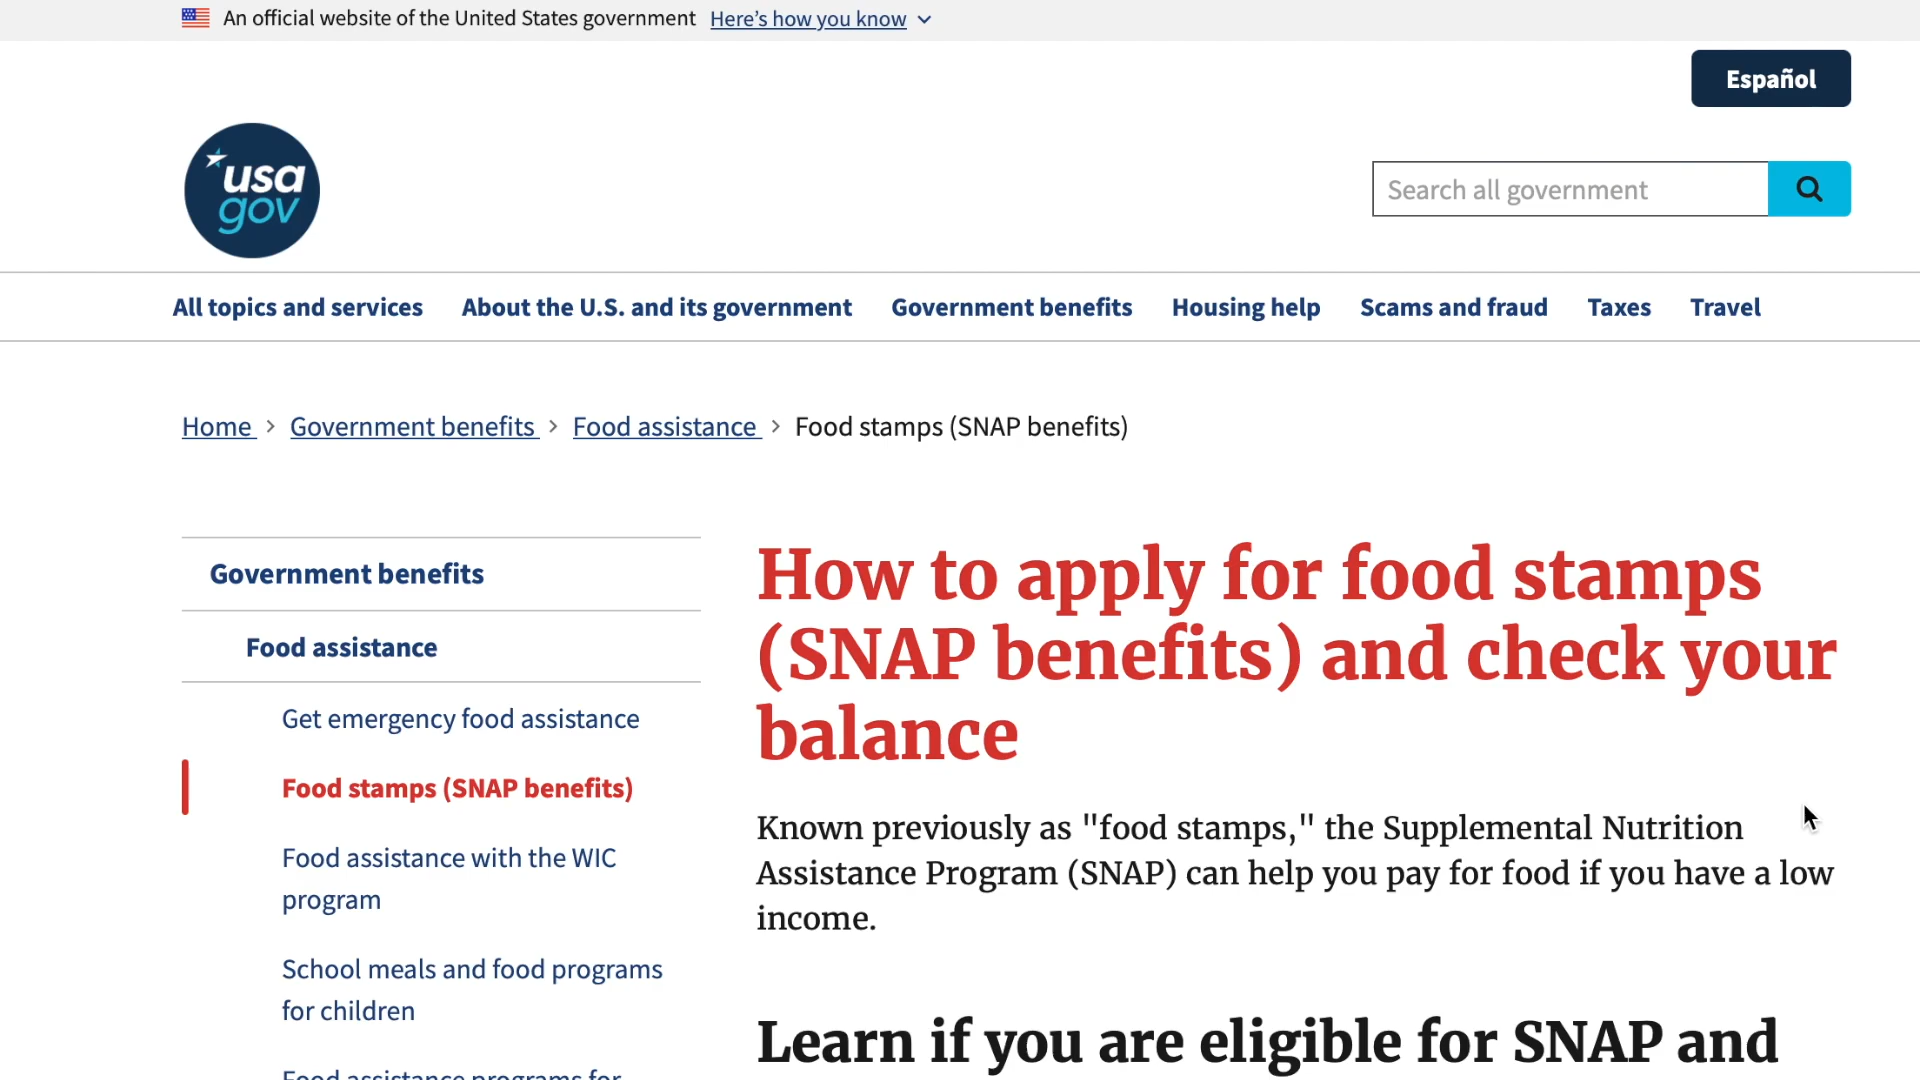 An official website of the United States government Here's how you know
Español
usa
gov
Search all government
All topics and services About the U.S. and its government Government benefits Housing help Scams and fraud Taxes Travel
Home > Government benefits > Food assistance > Food stamps (SNAP benefits)
Government benefits
Food assistance
Get emergency food assistance
Food stamps (SNAP benefits)
Food assistance with the WIC
program
School meals and food programs
for children
Food assistance programs for
How to apply for food stamps
(SNAP benefits) and check your
balance
Known previously as "food stamps," the Supplemental Nutrition
Assistance Program (SNAP) can help you pay for food if you have a low
income.
Learn if you are eligible for SNAP and